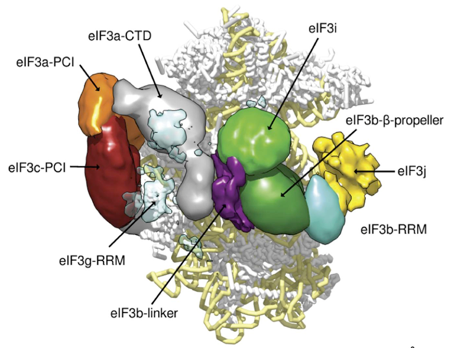 eIF3a-CTD
eIF3i
eIF3a-PCI
eIF3b-β-propeller
eIF3c-PCI
eIF3j
eIF3b-RRM
eIF3g-RRM
eIF3b-linker